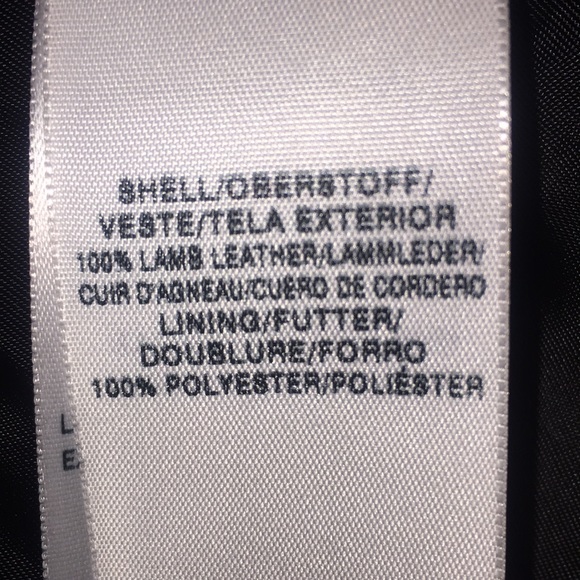 SHELL/OBERSTOFF/
VESTE/TELA EXTERIOR
100% LAMB LEATHER/LAMMLEDER/
CUIR D'AGNEAU/CUERO DE CORDERO
LINING/FUTTER/
DOUBLURE/FORRO
100% POLYESTER/POLIÉSTER